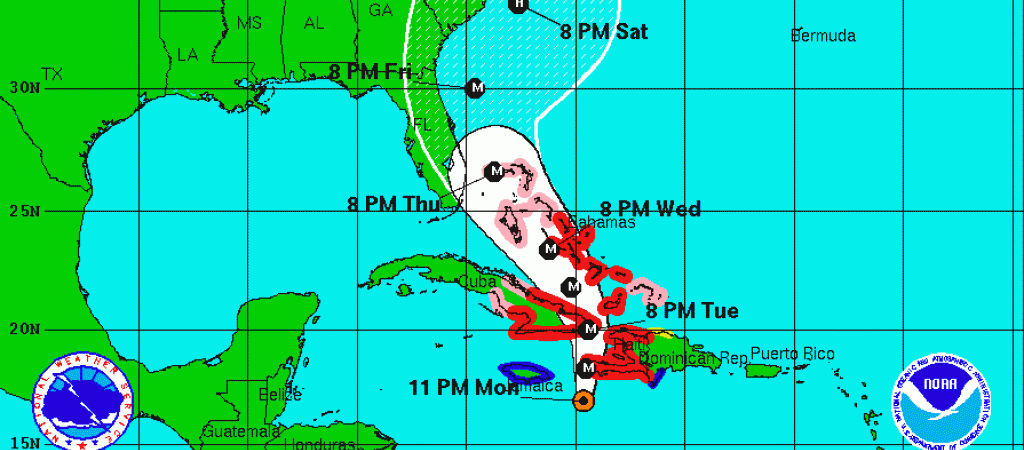 H
8 PM Sat
GA
MS
AL
Bermuda
LA
TX
8 PM Fri
30N
M
FL
M
8 PM Thu
25N
8 PM Wed
Bahamas
M
Cuba
M
8 PM Tue
20N
M
Haiti
Dominican Rep
Puerto Rico
M
11 PM Mon
Jamaica
Belize
NATIONAL WEATHER SERVICE
NOAA
NATIONAL OCEANIC AND ATMOSPHERIC ADMINISTRATION
U.S. DEPARTMENT OF COMMERCE
Guatemala
Honduras
15N